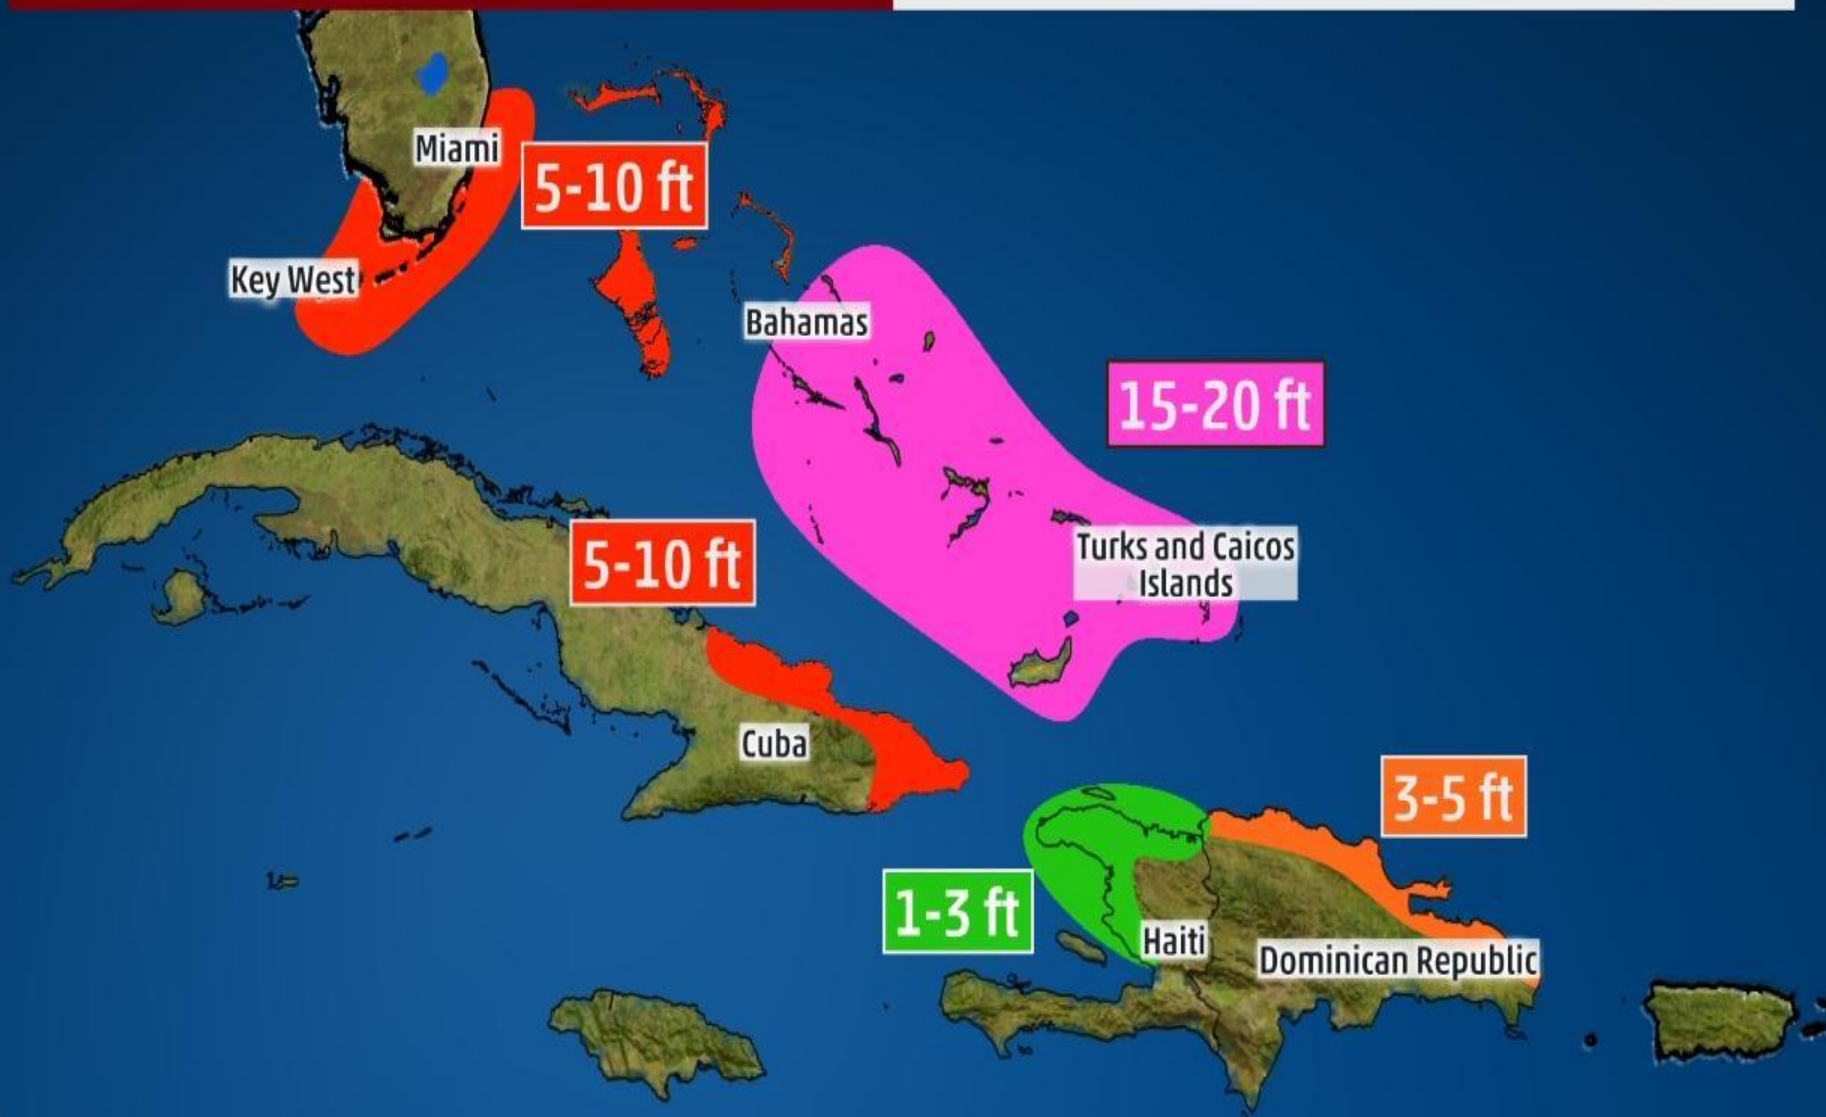 Miami
5-10 ft
Key West
Bahamas
15-20 ft
5-10 ft
Turks and Caicos
Islands
Cuba
3-5 ft
1-3 ft
Haiti
Dominican Republic